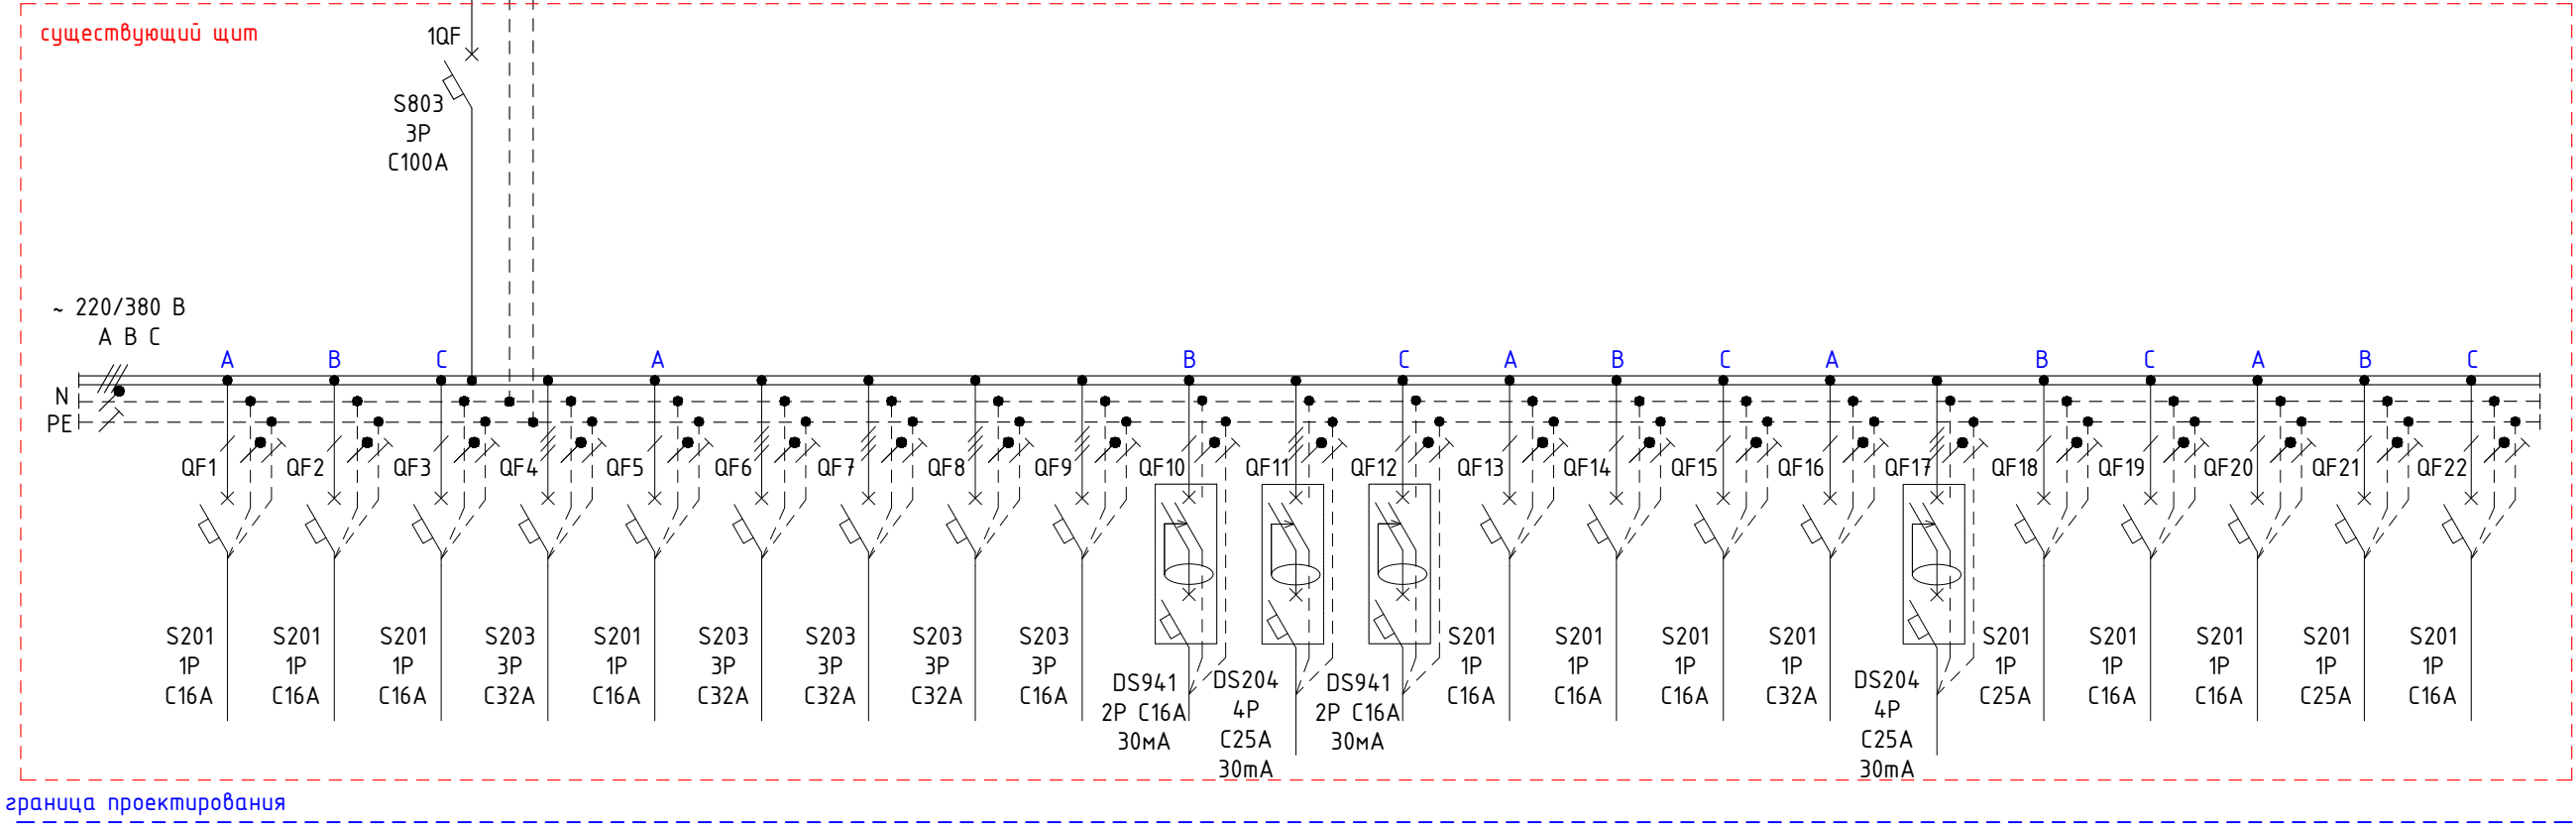 существующий щит
1QF
S803
3P
C100A
~ 220/380 В
A B C
N
PE
A
B
C
A
B
C
A
B
C
A
B
C
A
B
C
QF1
QF2
QF3
QF4
QF5
QF6
QF7
QF8
QF9
QF10
QF11
QF12
QF13
QF14
QF15
QF16
QF17
QF18
QF19
QF20
QF21
QF22
S201
1P
C16A
S201
1P
C16A
S201
1P
C16A
S203
3P
C32A
S201
1P
C16A
S203
3P
C32A
S203
3P
C32A
S203
3P
C32A
S203
3P
C16A
DS941
2P C16A
30мА
DS204
4P
C25A
30mA
DS941
2P C16A
30мА
S201
1P
C16A
S201
1P
C16A
S201
1P
C16A
S201
1P
C32A
DS204
4P
C25A
30mA
S201
1P
C25A
S201
1P
C16A
S201
1P
C16A
S201
1P
C25A
S201
1P
C16A
граница проектирования